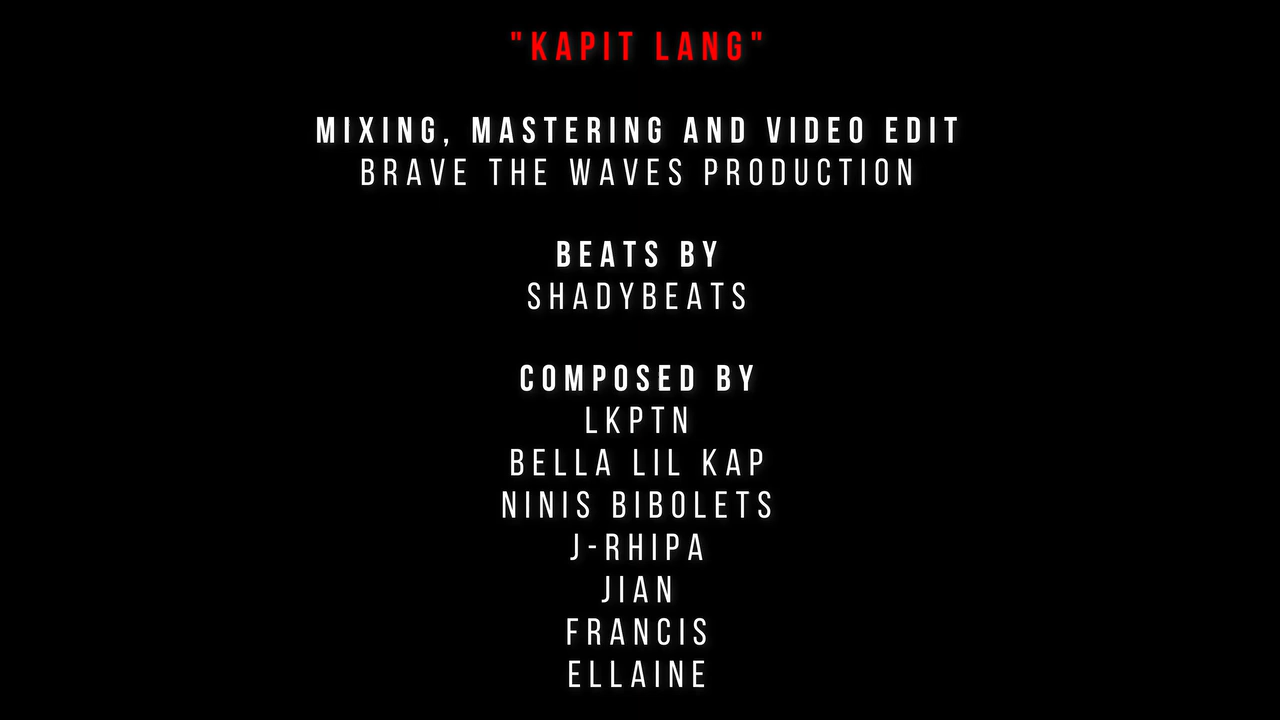 "KAPIT LANG"
MIXING, MASTERING AND VIDEO EDIT
BRAVE THE WAVES PRODUCTION
BEATS BY
SHADYBEATS
COMPOSED BY
LKPTN
BELLA LIL KAP
NINIS BIBOLETS
J-RHIPA
JIAN
FRANCIS
ELLAINE